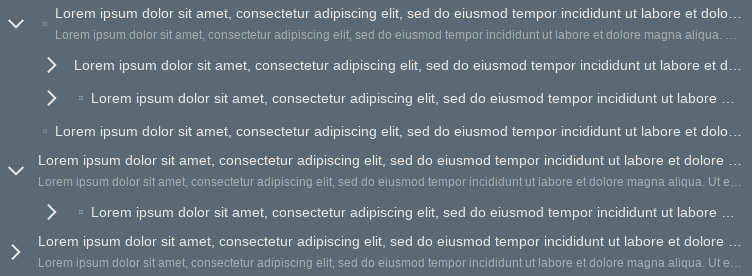 Lorem ipsum dolor sit amet, consectetur adipiscing elit, sed do eiusmod tempor incididunt ut labore et dolo…
Lorem ipsum dolor sit amet, consectetur adipiscing elit, sed do eiusmod tempor incididunt ut labore et dolore magna aliqua. …
Lorem ipsum dolor sit amet, consectetur adipiscing elit, sed do eiusmod tempor incididunt ut labore et d…
Lorem ipsum dolor sit amet, consectetur adipiscing elit, sed do eiusmod tempor incididunt ut labore …
Lorem ipsum dolor sit amet, consectetur adipiscing elit, sed do eiusmod tempor incididunt ut labore et dolo…
Lorem ipsum dolor sit amet, consectetur adipiscing elit, sed do eiusmod tempor incididunt ut labore et dolore …
Lorem ipsum dolor sit amet, consectetur adipiscing elit, sed do eiusmod tempor incididunt ut labore et dolore magna aliqua. Ut e…
Lorem ipsum dolor sit amet, consectetur adipiscing elit, sed do eiusmod tempor incididunt ut labore …
Lorem ipsum dolor sit amet, consectetur adipiscing elit, sed do eiusmod tempor incididunt ut labore et dolore …
Lorem ipsum dolor sit amet, consectetur adipiscing elit, sed do eiusmod tempor incididunt ut labore et dolore magna aliqua. Ut e…